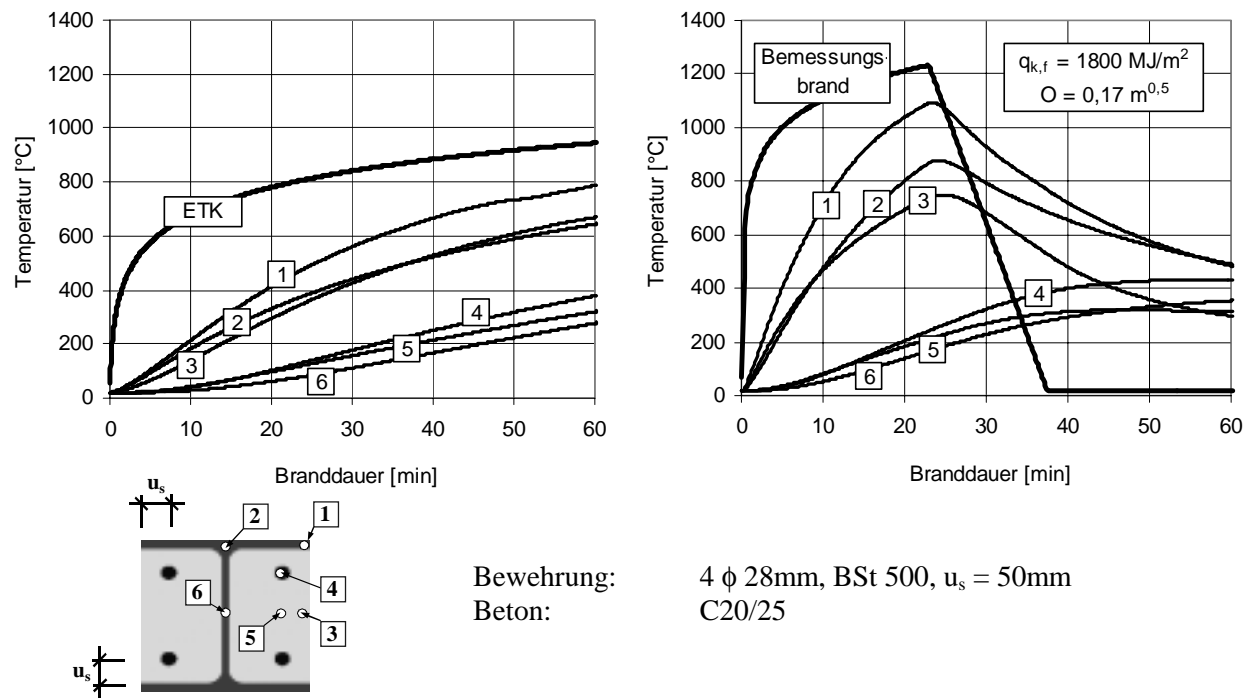 1400
1200
1000
800
600
400
200
0
Temperatur [°C]
ETK
1
2
3
4
5
6
0 10 20 30 40 50 60
Branddauer [min]
1400
1200
1000
800
600
400
200
0
Temperatur [°C]
Bemessungs-
brand
q_k,f = 1800 MJ/m²
O = 0,17 m^0,5
1
2
3
4
5
6
0 10 20 30 40 50 60
Branddauer [min]
u_s
2
1
6
4
5
3
u_s
Bewehrung: 4 ϕ 28mm, BSt 500, u_s = 50mm
Beton: C20/25